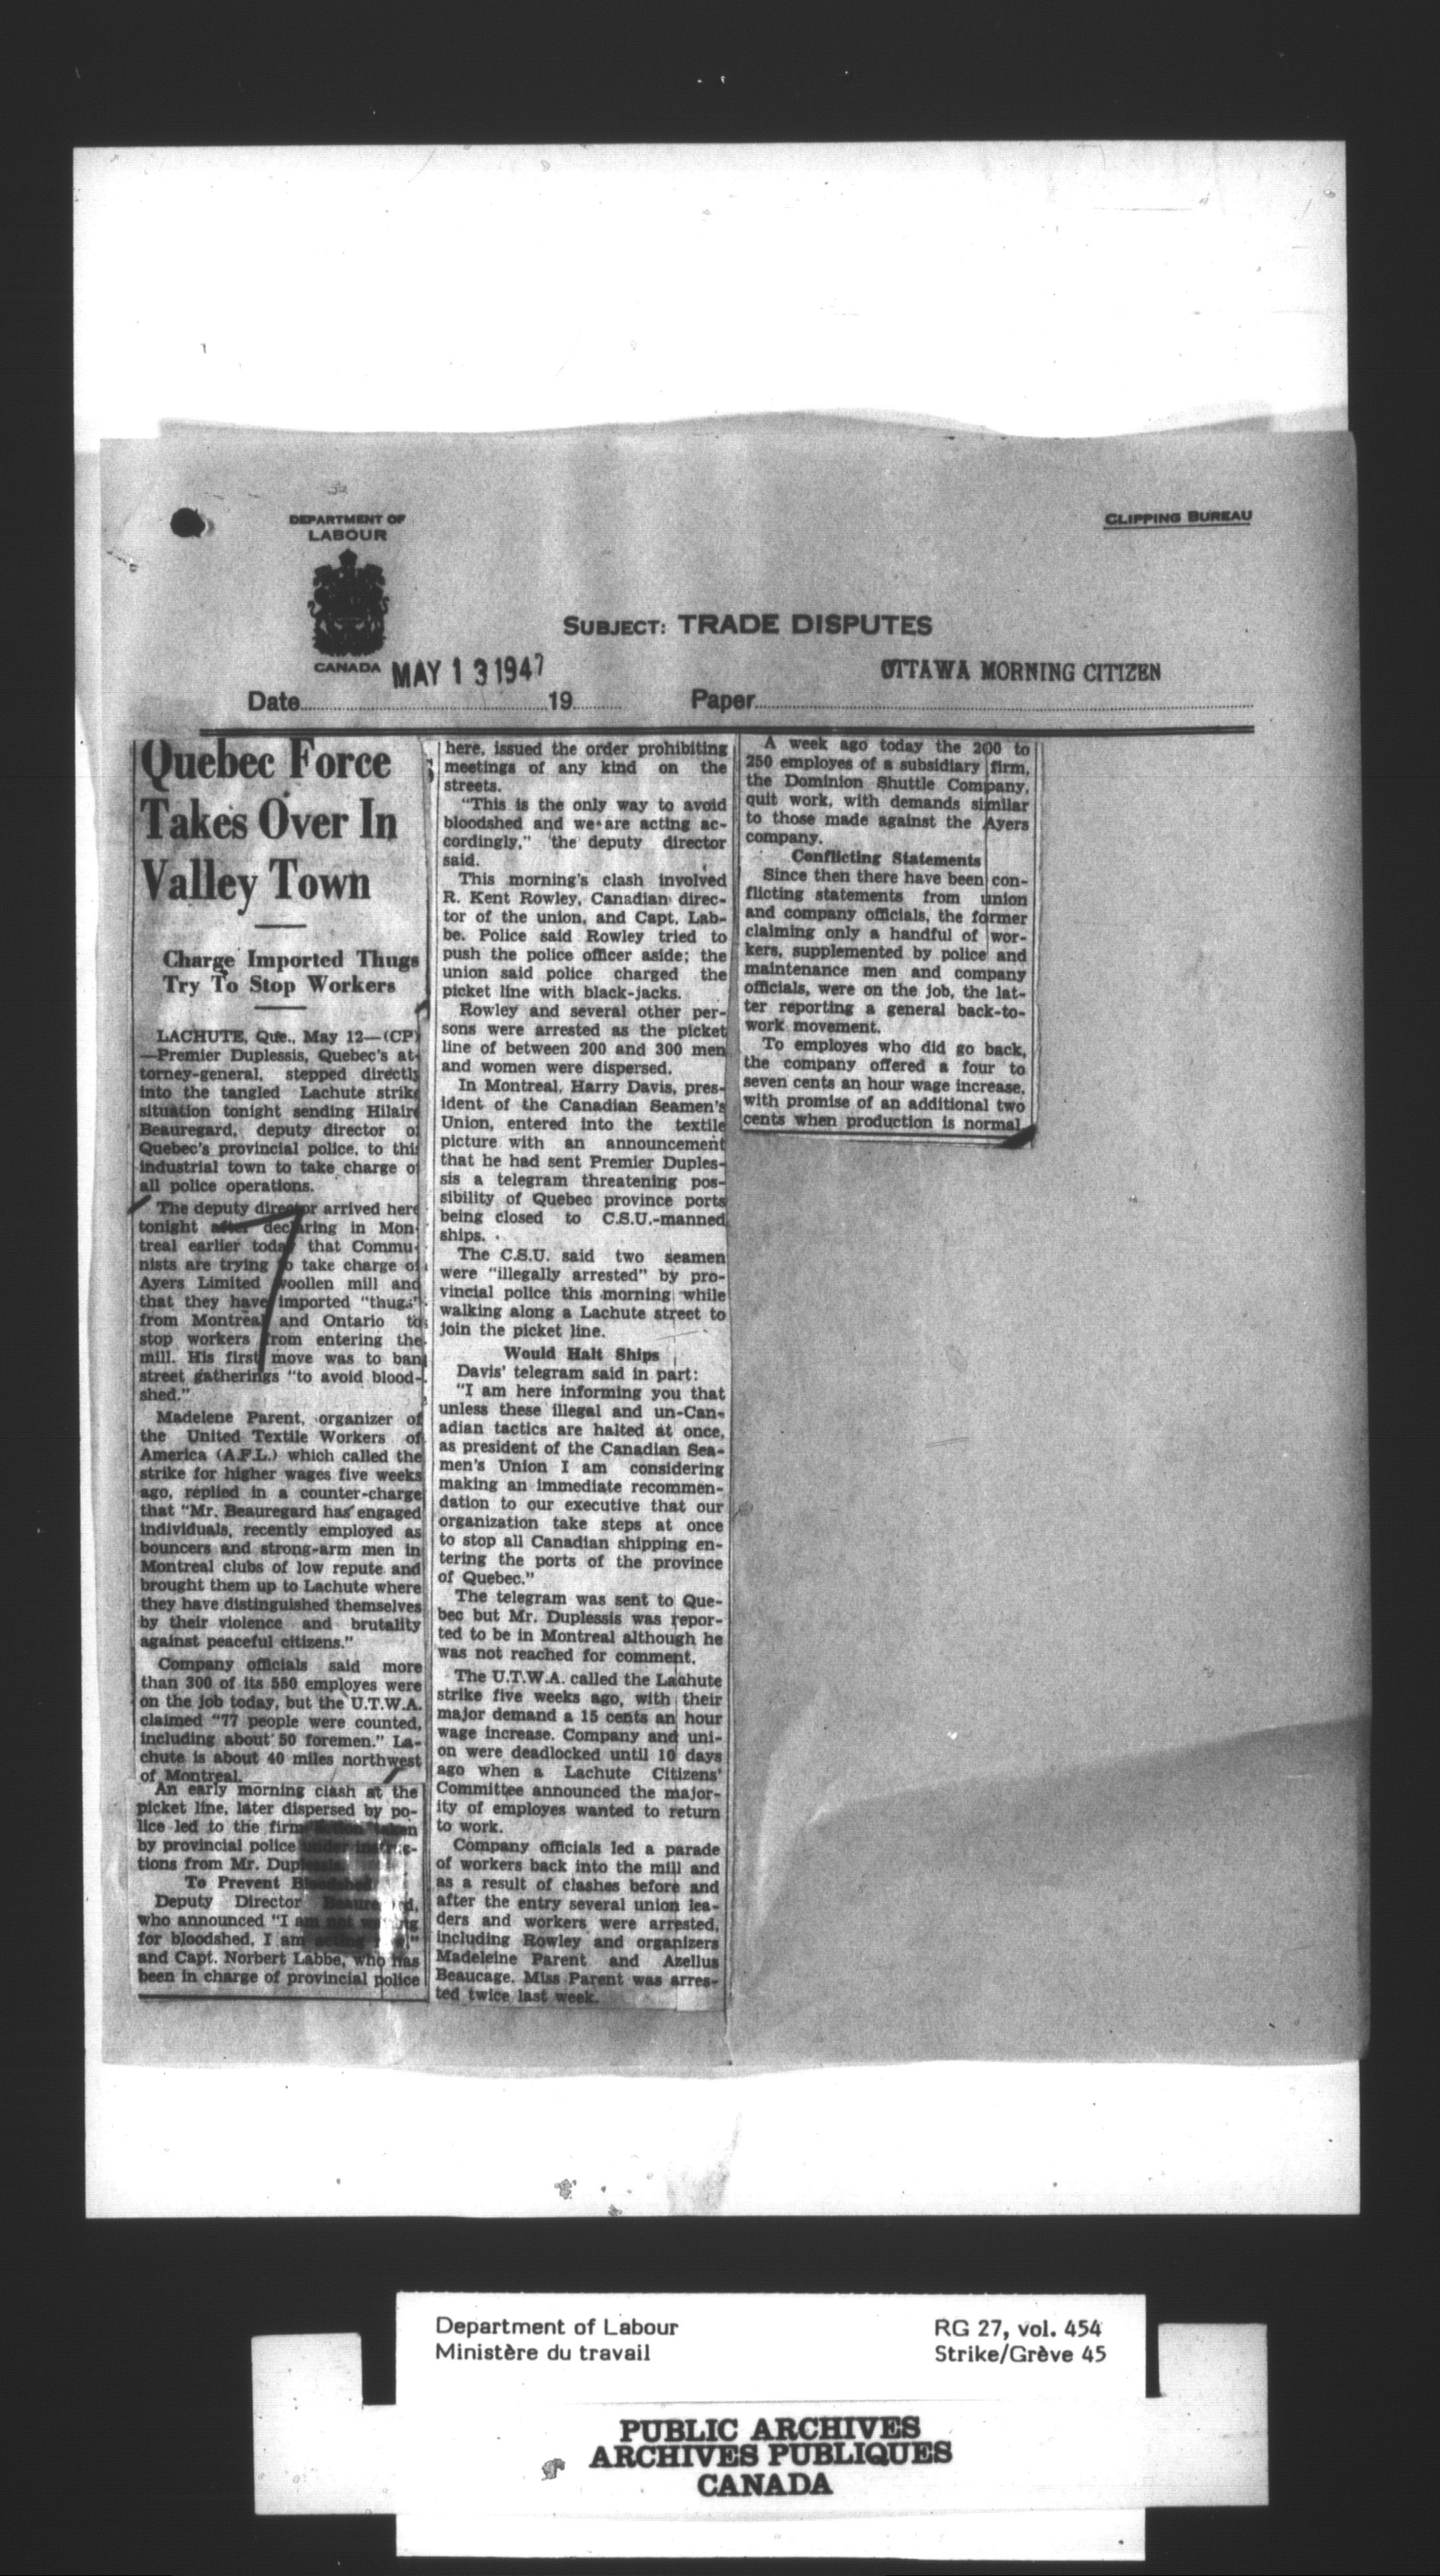 DEPARTMENT OF
LABOUR
CANADA
CLIPPING BUREAU
SUBJECT: TRADE DISPUTES
MAY 13 1947
OTTAWA MORNING CITIZEN
Date 19
Paper
Quebec Force
Takes Over In
Valley Town
Charge Imported Thugs
Try To Stop Workers
LACHUTE, Que., May 12—(CP)
—Premier Duplessis, Quebec's at-
torney-general, stepped directly
into the tangled Lachute strike
situation tonight sending Hilaire
Beauregard, deputy director of
Quebec's provincial police, to this
industrial town to take charge of
all police operations.
The deputy director arrived here
tonight after declaring in Mon-
treal earlier today that Commu-
nists are trying to take charge of
Ayers Limited woollen mill and
that they have imported "thugs"
from Montreal and Ontario to
stop workers from entering the
mill. His first move was to ban
street gatherings "to avoid blood-
shed."
Madelene Parent, organizer of
the United Textile Workers of
America (A.F.L.) which called the
strike for higher wages five weeks
ago, replied in a counter-charge
that "Mr. Beauregard has engaged
individuals, recently employed as
bouncers and strong-arm men in
Montreal clubs of low repute and
brought them up to Lachute where
they have distinguished themselves
by their violence and brutality
against peaceful citizens."
Company officials said more
than 300 of its 550 employes were
on the job today, but the U.T.W.A.
claimed "77 people were counted,
including about 50 foremen." La-
chute is about 40 miles northwest
of Montreal.
An early morning clash at the
picket line, later dispersed by po-
lice led to the firm action taken
by provincial police under instruc-
tions from Mr. Duplessis.
To Prevent Bloodshed
Deputy Director Beauregard,
who announced "I am not waiting
for bloodshed, I am acting
and Capt. Norbert Labbe, who has
been in charge of provincial police
here, issued the order prohibiting
meetings of any kind on the
streets.
"This is the only way to avoid
bloodshed and we are acting ac-
cordingly," the deputy director
said.
This morning's clash involved
R. Kent Rowley, Canadian direc-
tor of the union, and Capt. Lab-
be. Police said Rowley tried to
push the police officer aside; the
union said police charged the
picket line with black-jacks.
Rowley and several other per-
sons were arrested as the picket
line of between 200 and 300 men
and women were dispersed.
In Montreal, Harry Davis, pres-
ident of the Canadian Seamen's
Union, entered into the textile
picture with an announcement
that he had sent Premier Duples-
sis a telegram threatening pos-
sibility of Quebec province ports
being closed to C.S.U.-manned
ships.
The C.S.U. said two seamen
were "illegally arrested" by pro-
vincial police this morning while
walking along a Lachute street to
join the picket line.
Would Halt Ships
Davis' telegram said in part:
"I am here informing you that
unless these illegal and un-Can-
adian tactics are halted at once,
as president of the Canadian Sea-
men's Union I am considering
making an immediate recommen-
dation to our executive that our
organization take steps at once
to stop all Canadian shipping en-
tering the ports of the province
of Quebec."
The telegram was sent to Que-
bec but Mr. Duplessis was repor-
ted to be in Montreal although he
was not reached for comment.
The U.T.W.A. called the Lachute
strike five weeks ago, with their
major demand a 15 cents an hour
wage increase. Company and uni-
on were deadlocked until 10 days
ago when a Lachute Citizens'
Committee announced the major-
ity of employes wanted to return
to work.
Company officials led a parade
of workers back into the mill and
as a result of clashes before and
after the entry several union lea-
ders and workers were arrested,
including Rowley and organizers
Madeleine Parent and Azellus
Beaucage. Miss Parent was arres-
ted twice last week.
A week ago today the 200 to
250 employes of a subsidiary firm,
the Dominion Shuttle Company,
quit work, with demands similar
to those made against the Ayers
company.
Conflicting Statements
Since then there have been con-
flicting statements from union
and company officials, the former
claiming only a handful of wor-
kers, supplemented by police and
maintenance men and company
officials, were on the job, the lat-
ter reporting a general back-to-
work movement.
To employes who did go back,
the company offered a four to
seven cents an hour wage increase,
with promise of an additional two
cents when production is normal
Department of Labour
Ministère du travail
RG 27, vol. 454
Strike/Grève 45
PUBLIC ARCHIVES
ARCHIVES PUBLIQUES
CANADA